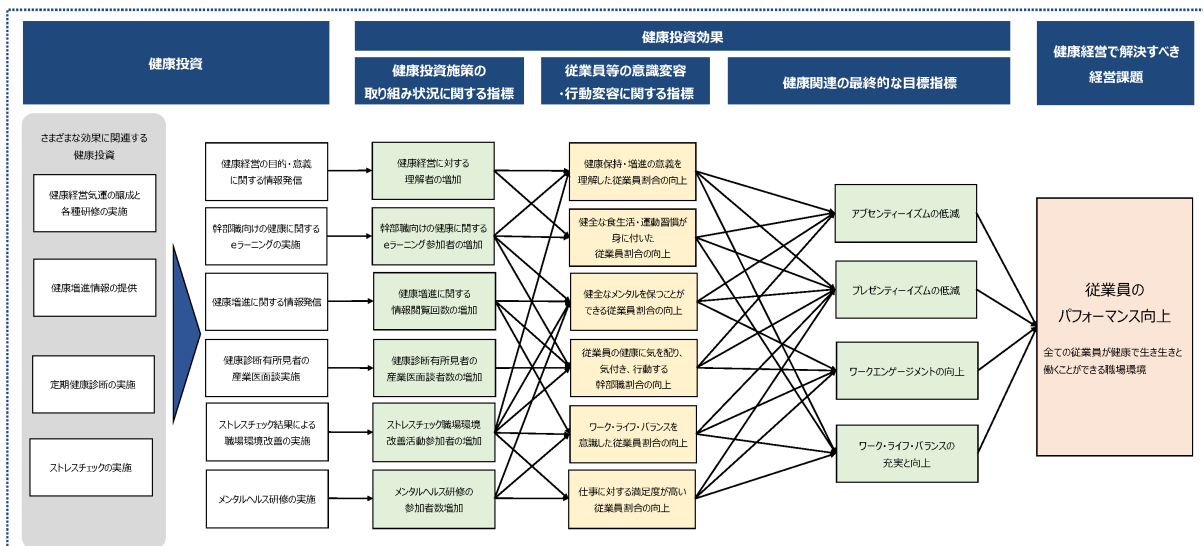 健康投資
健康投資効果
健康経営で解決すべき
経営課題
健康投資施策の
取り組み状況に関する指標
従業員等の意識変容
・行動変容に関する指標
健康関連の最終的な目標指標
さまざまな効果に関連する
健康投資
健康経営気運の醸成と
各種研修の実施
健康増進情報の提供
定期健康診断の実施
ストレスチェックの実施
健康経営の目的・意義
に関する情報発信
幹部職向けの健康に関する
eラーニングの実施
健康増進に関する情報発信
健康診断有所見者の
産業医面談実施
ストレスチェック結果による
職場環境改善の実施
メンタルヘルス研修の実施
健康経営に対する
理解者の増加
幹部職向けの健康に関する
eラーニング参加者の増加
健康増進に関する
情報閲覧回数の増加
健康診断有所見者の
産業医面談者数の増加
ストレスチェック職場環境
改善活動参加者の増加
メンタルヘルス研修の
参加者数増加
健康保持・増進の意義を
理解した従業員割合の向上
健全な食生活・運動習慣が
身に付いた
従業員割合の向上
健全なメンタルを保つことが
できる従業員割合の向上
従業員の健康に気を配り、
気付き、行動する
幹部職割合の向上
ワーク・ライフ・バランスを
意識した従業員割合の向上
仕事に対する満足度が高い
従業員割合の向上
アブセンティーイズムの低減
プレゼンティーイズムの低減
ワークエンゲージメントの向上
ワーク・ライフ・バランスの
充実と向上
従業員の
パフォーマンス向上
全ての従業員が健康で生き生きと
働くことができる職場環境